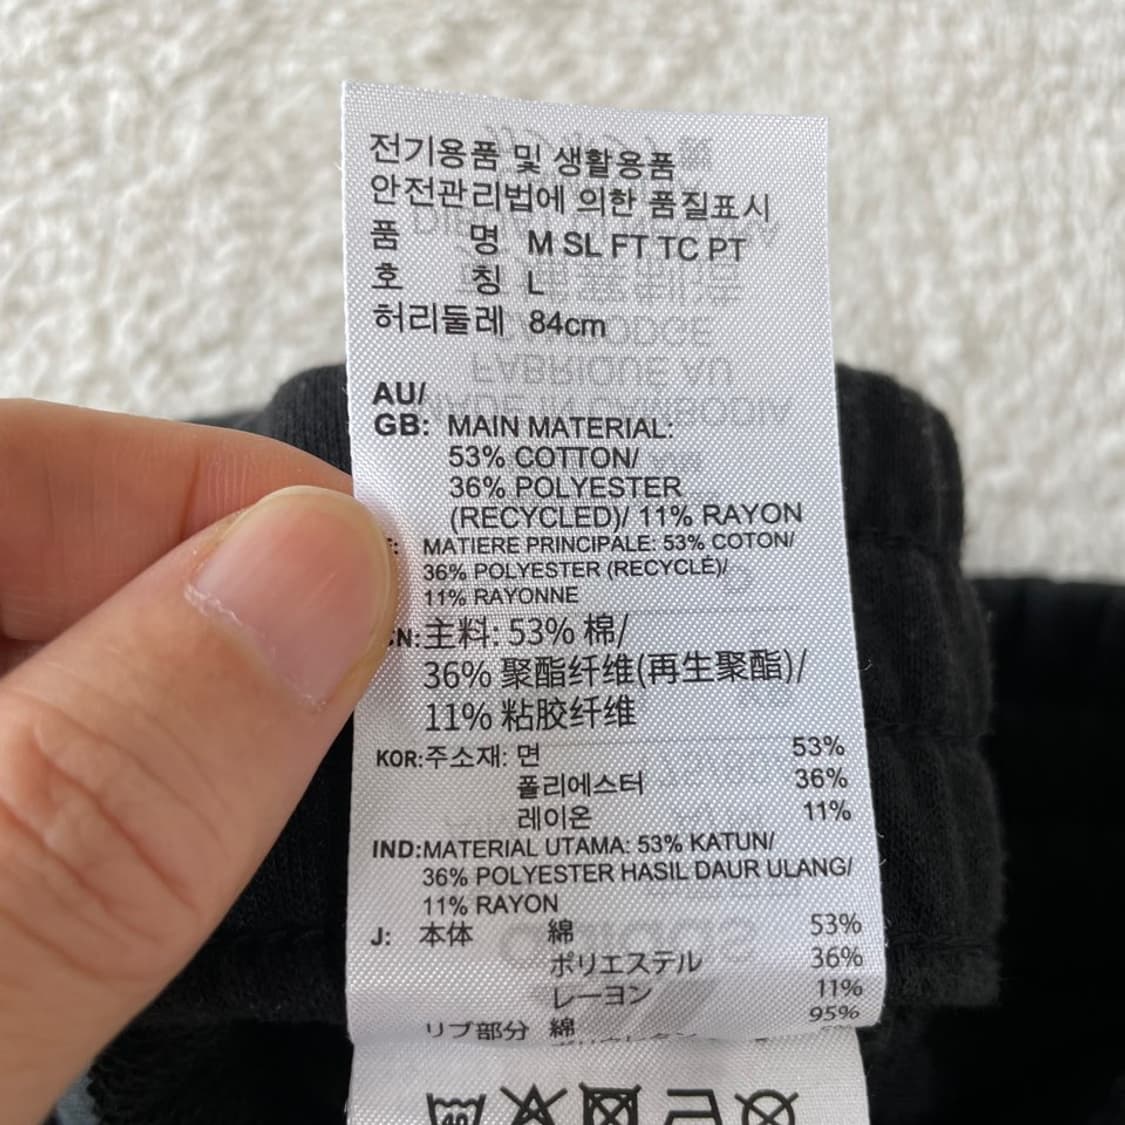 전기용품 및 생활용품
안전관리법에 의한 품질표시
품 명 M SL FT TC PT
호 칭 L
허리둘레 84cm
AU/
GB: MAIN MATERIAL:
53% COTTON/
36% POLYESTER
(RECYCLED)/ 11% RAYON
F: MATIERE PRINCIPALE: 53% COTON/
36% POLYESTER (RECYCLÉ)/
11% RAYONNE
CN:主料: 53% 棉/
36% 聚酯纤维(再生聚酯)/
11% 粘胶纤维
KOR:주소재: 면 53%
폴리에스터 36%
레이온 11%
IND:MATERIAL UTAMA: 53% KATUN/
36% POLYESTER HASIL DAUR ULANG/
11% RAYON
J: 本体 綿 53%
ポリエステル 36%
レーヨン 11%
リブ部分 綿 95%
40